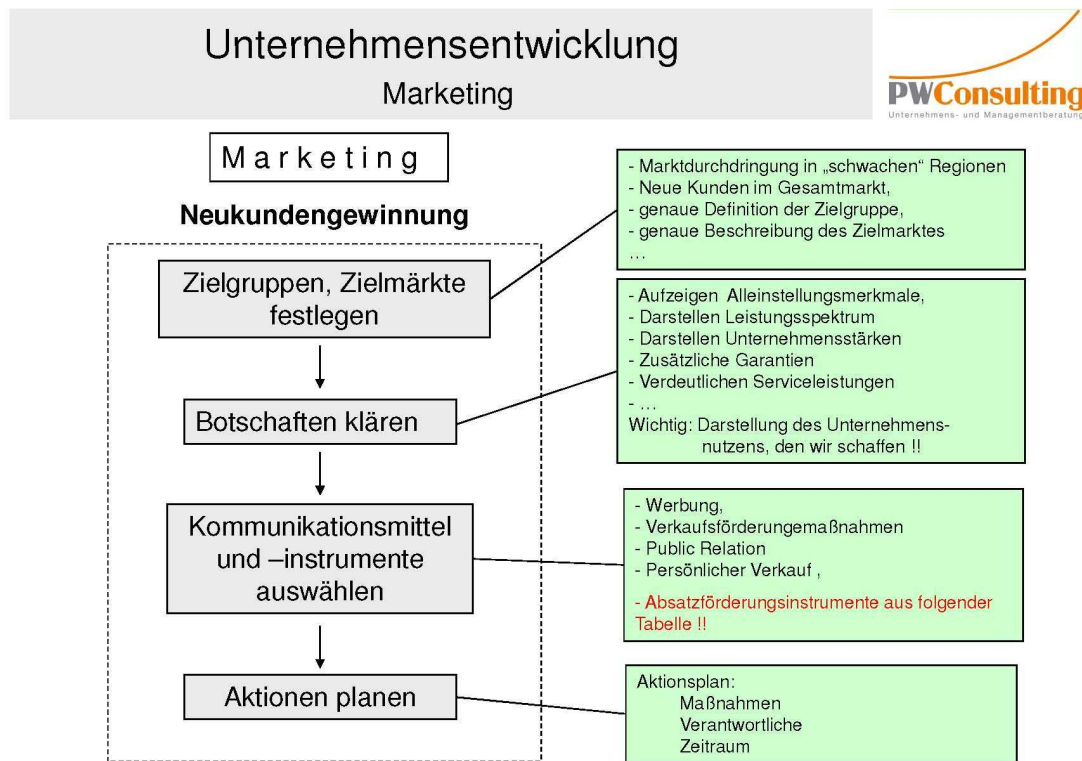 Unternehmensentwicklung
Marketing
PWConsulting
Unternehmens- und Managementberatung
Marketing
Neukundengewinnung
Zielgruppen, Zielmärkte
festlegen
Botschaften klären
Kommunikationsmittel
und –instrumente
auswählen
Aktionen planen
- Marktdurchdringung in „schwachen“ Regionen
- Neue Kunden im Gesamtmarkt,
- genaue Definition der Zielgruppe,
- genaue Beschreibung des Zielmarktes
…
- Aufzeigen Alleinstellungsmerkmale,
- Darstellen Leistungsspektrum
- Darstellen Unternehmensstärken
- Zusätzliche Garantien
- Verdeutlichen Serviceleistungen
- …
Wichtig: Darstellung des Unternehmens-
nutzens, den wir schaffen !!
- Werbung,
- Verkaufsförderungemaßnahmen
- Public Relation
- Persönlicher Verkauf ,
- Absatzförderungsinstrumente aus folgender
Tabelle !!
Aktionsplan:
Maßnahmen
Verantwortliche
Zeitraum